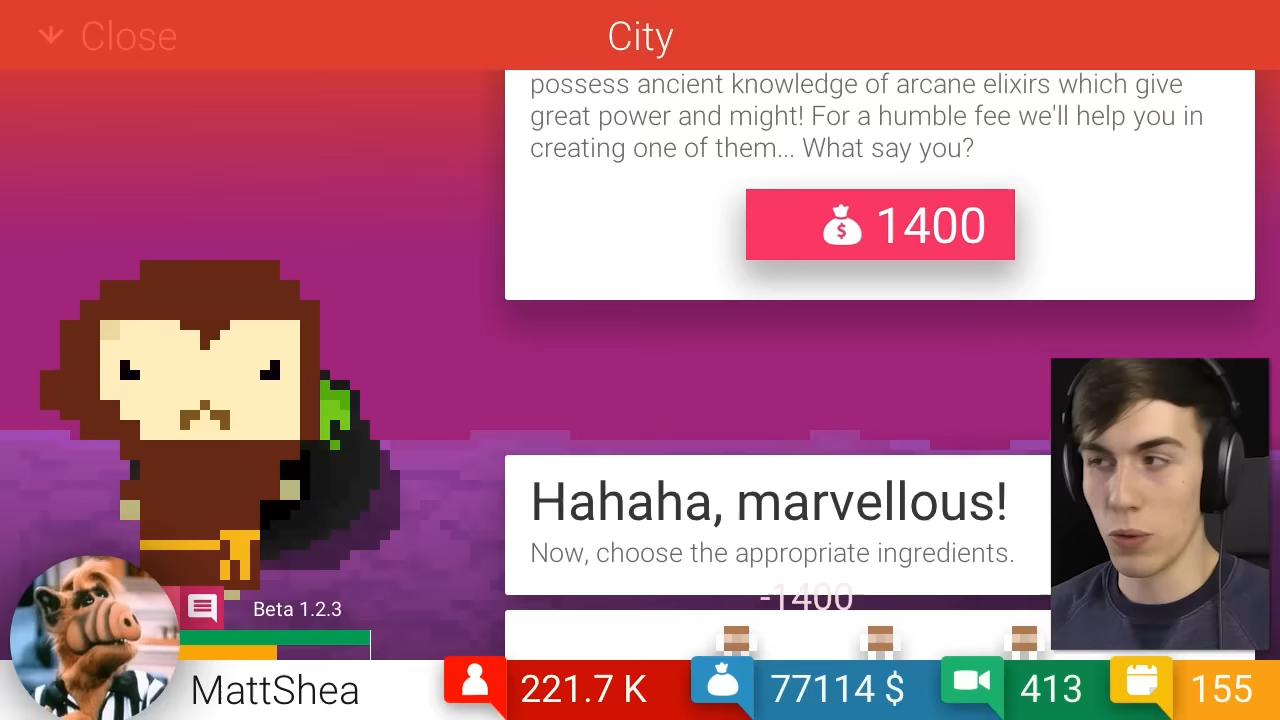 Close
City
possess ancient knowledge of arcane elixirs which give
great power and might! For a humble fee we'll help you in
creating one of them... What say you?
$ 1400
Hahaha, marvellous!
Now, choose the appropriate ingredients.
-1400
Beta 1.2.3
MattShea
221.7 K
77114 $
413
155